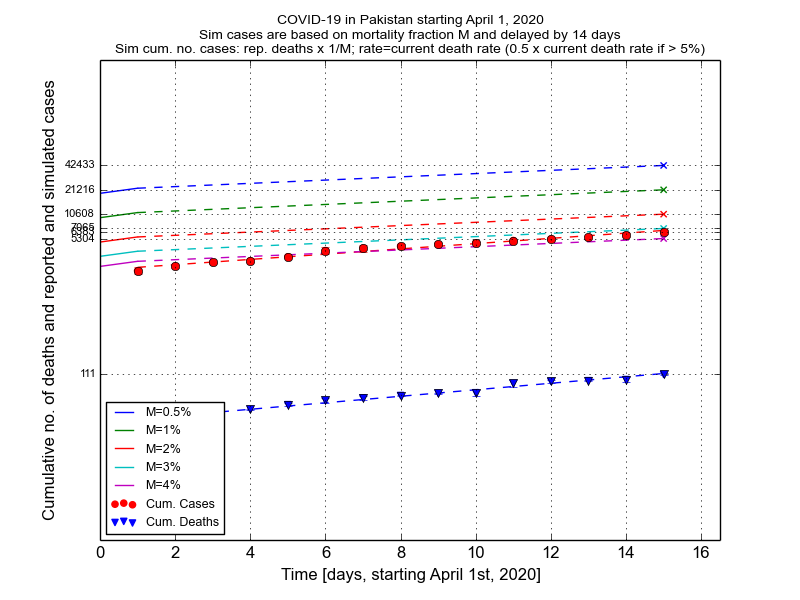 COVID-19 in Pakistan starting April 1, 2020
Sim cases are based on mortality fraction M and delayed by 14 days
Sim cum. no. cases: rep. deaths x 1/M; rate=current death rate (0.5 x current death rate if > 5%)
Cumulative no. of deaths and reported and simulated cases
42433
21216
10608
5304
111
M=0.5%
M=1%
M=2%
M=3%
M=4%
Cum. Cases
Cum. Deaths
0 2 4 6 8 10 12 14 16
Time [days, starting April 1st, 2020]